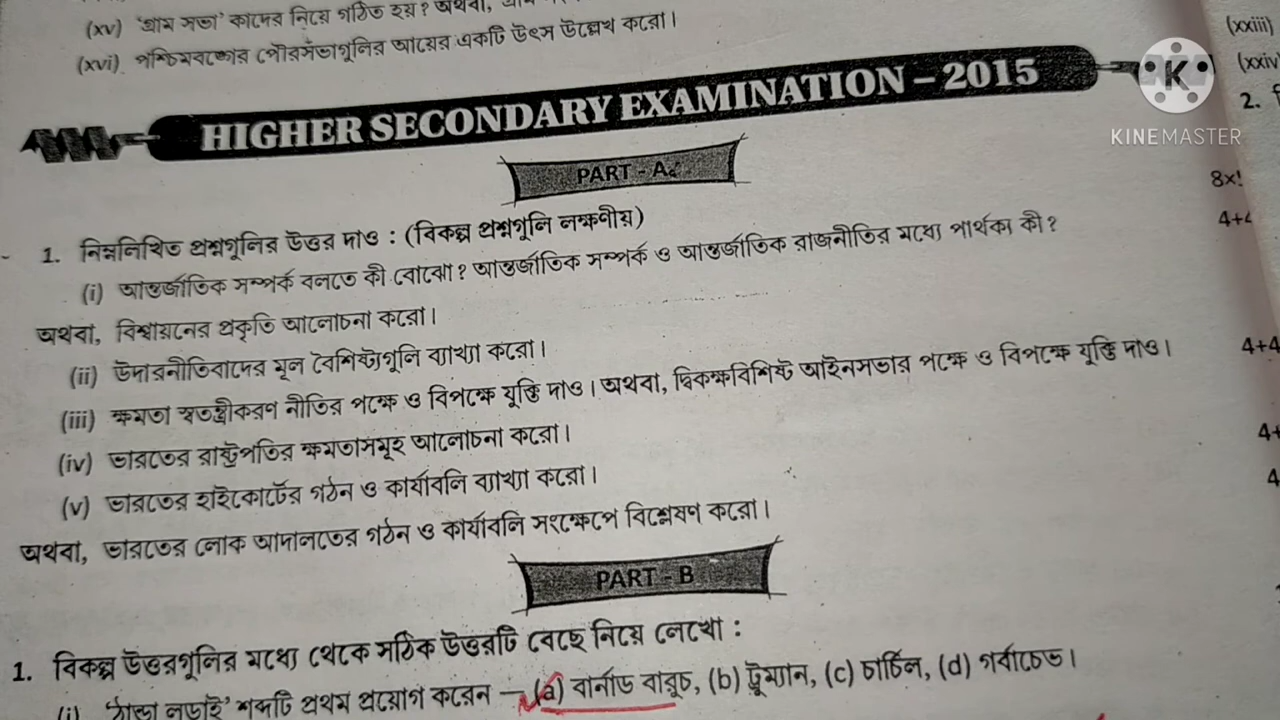 (xv) 'গ্রাম সভা' কাদের নিয়ে গঠিত হয়? অথবা,
(xvi) পশ্চিমবঙ্গের পৌরসভাগুলির আয়ের একটি উৎস উল্লেখ করো।
(xxiii)
(xxiv
HIGHER SECONDARY EXAMINATION – 2015
K
KINEMASTER
2.
PART - A
8x
1. নিম্নলিখিত প্রশ্নগুলির উত্তর দাও : (বিকল্প প্রশ্নগুলি লক্ষণীয়)
(i) আন্তর্জাতিক সম্পর্ক বলতে কী বোঝো? আন্তর্জাতিক সম্পর্ক ও আন্তর্জাতিক রাজনীতির মধ্যে পার্থক্য কী? 4+4
অথবা, বিশ্বায়নের প্রকৃতি আলোচনা করো।
(ii) উদারনীতিবাদের মূল বৈশিষ্ট্যগুলি ব্যাখ্যা করো।
(iii) ক্ষমতা স্বতন্ত্রীকরণ নীতির পক্ষে ও বিপক্ষে যুক্তি দাও। অথবা, দ্বিকক্ষবিশিষ্ট আইনসভার পক্ষে ও বিপক্ষে যুক্তি দাও। 4+4
(iv) ভারতের রাষ্ট্রপতির ক্ষমতাসমূহ আলোচনা করো।
(v) ভারতের হাইকোর্টের গঠন ও কার্যাবলি ব্যাখ্যা করো। 4+
অথবা, ভারতের লোক আদালতের গঠন ও কার্যাবলি সংক্ষেপে বিশ্লেষণ করো। 4
PART - B
1. বিকল্প উত্তরগুলির মধ্যে থেকে সঠিক উত্তরটি বেছে নিয়ে লেখো :
(i) 'ঠান্ডা লড়াই' শব্দটি প্রথম প্রয়োগ করেন — (a) বার্নাড বারুচ, (b) ট্রুম্যান, (c) চার্চিল, (d) গর্বাচেভ।